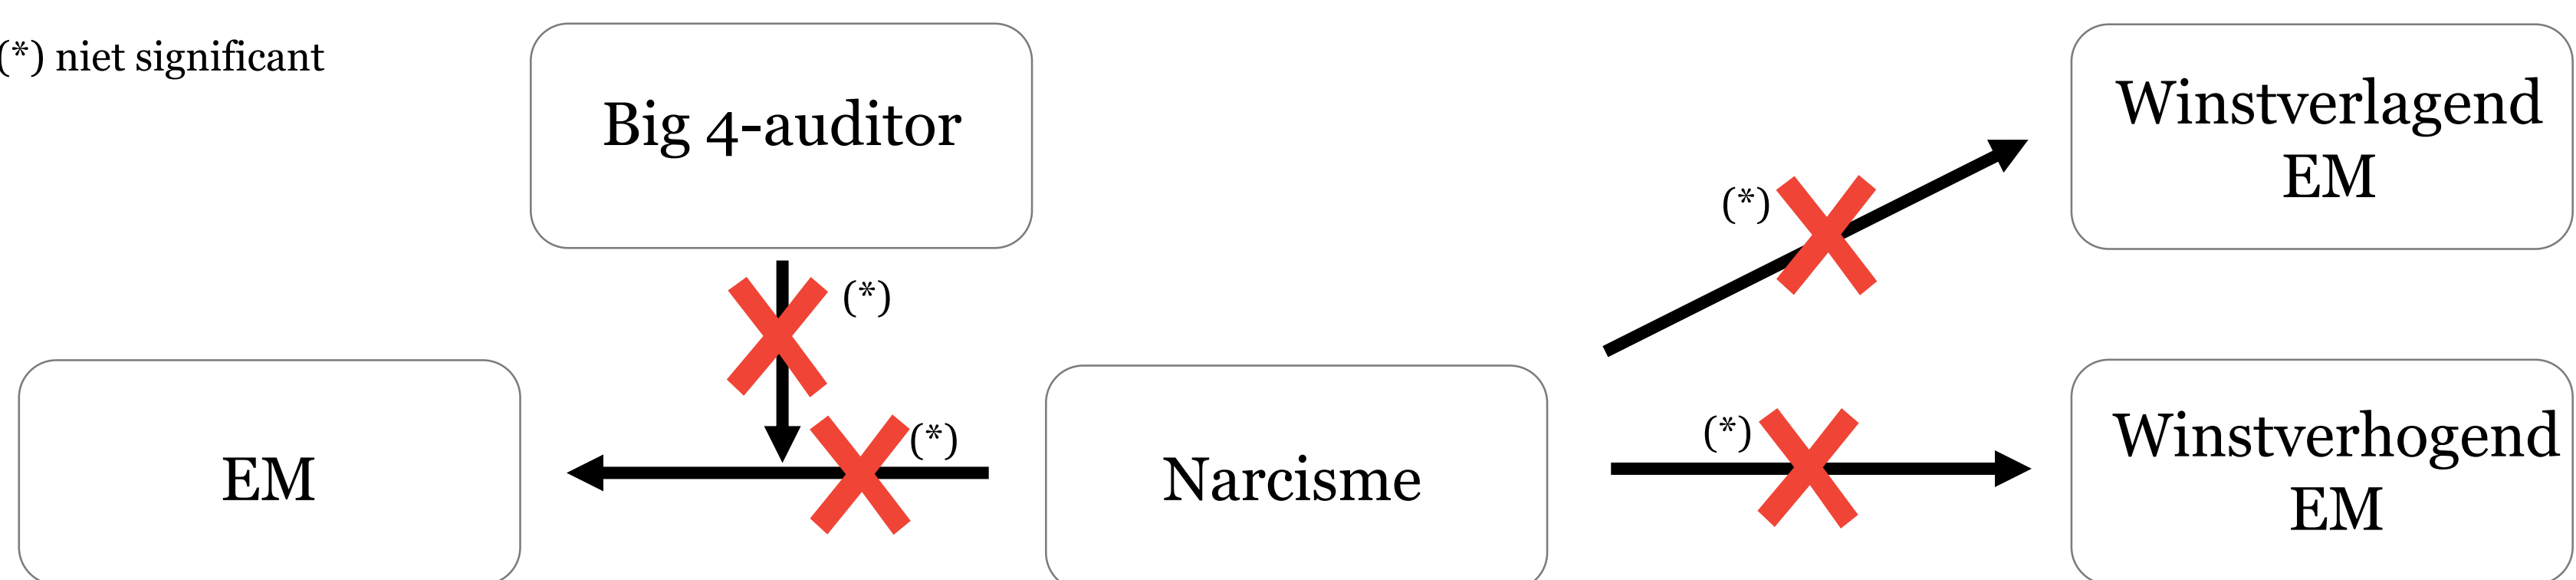 (*) niet significant
Big 4-auditor
Winstverlagend
EM
(*)
(*)
(*)
(*)
EM
Narcisme
Winstverhogend
EM